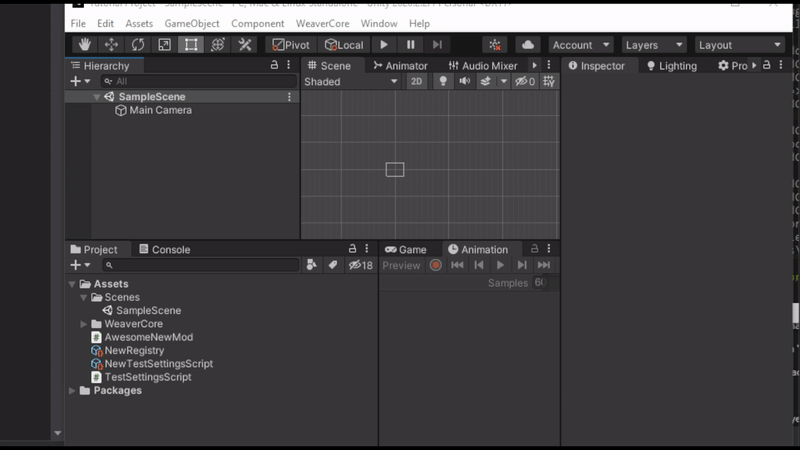 File Edit Assets GameObject Component WeaverCore Window Help
Pivot Local Account Layers Layout
Hierarchy
All
SampleScene
Main Camera
Scene Animator Audio Mixer
Shaded 2D 0
Inspector Lighting Pro
Project Console
18
Assets
Scenes
SampleScene
WeaverCore
AwesomeNewMod
NewRegistry
NewTestSettingsScript
TestSettingsScript
Packages
Game Animation
Preview
Samples 60